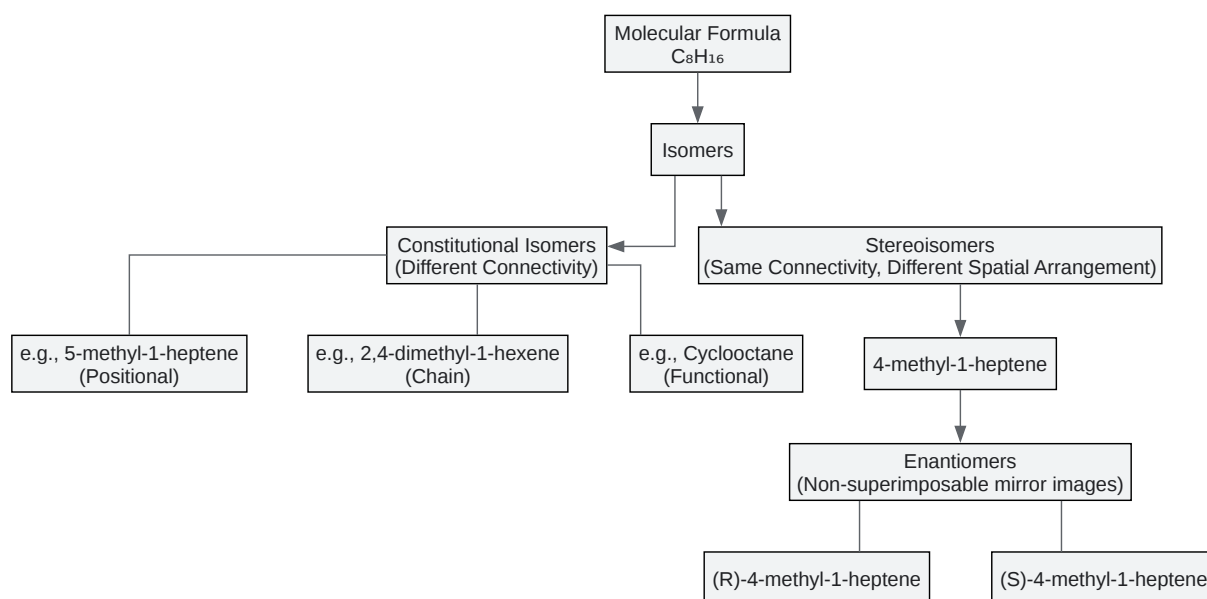 Molecular Formula
C₈H₁₆
Isomers
Constitutional Isomers
(Different Connectivity)
Stereoisomers
(Same Connectivity, Different Spatial Arrangement)
e.g., 5-methyl-1-heptene
(Positional)
e.g., 2,4-dimethyl-1-hexene
(Chain)
e.g., Cyclooctane
(Functional)
4-methyl-1-heptene
Enantiomers
(Non-superimposable mirror images)
(R)-4-methyl-1-heptene
(S)-4-methyl-1-heptene